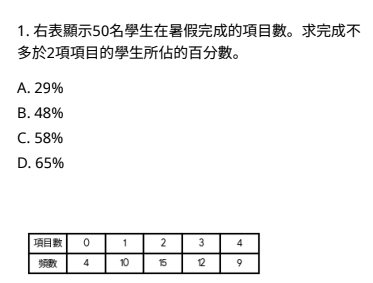 1. 右表顯示50名學生在暑假完成的項目數。求完成不
多於2項項目的學生所佔的百分數。
A. 29%
B. 48%
C. 58%
D. 65%
項目數 0 1 2 3 4
頻數 4 10 15 12 9